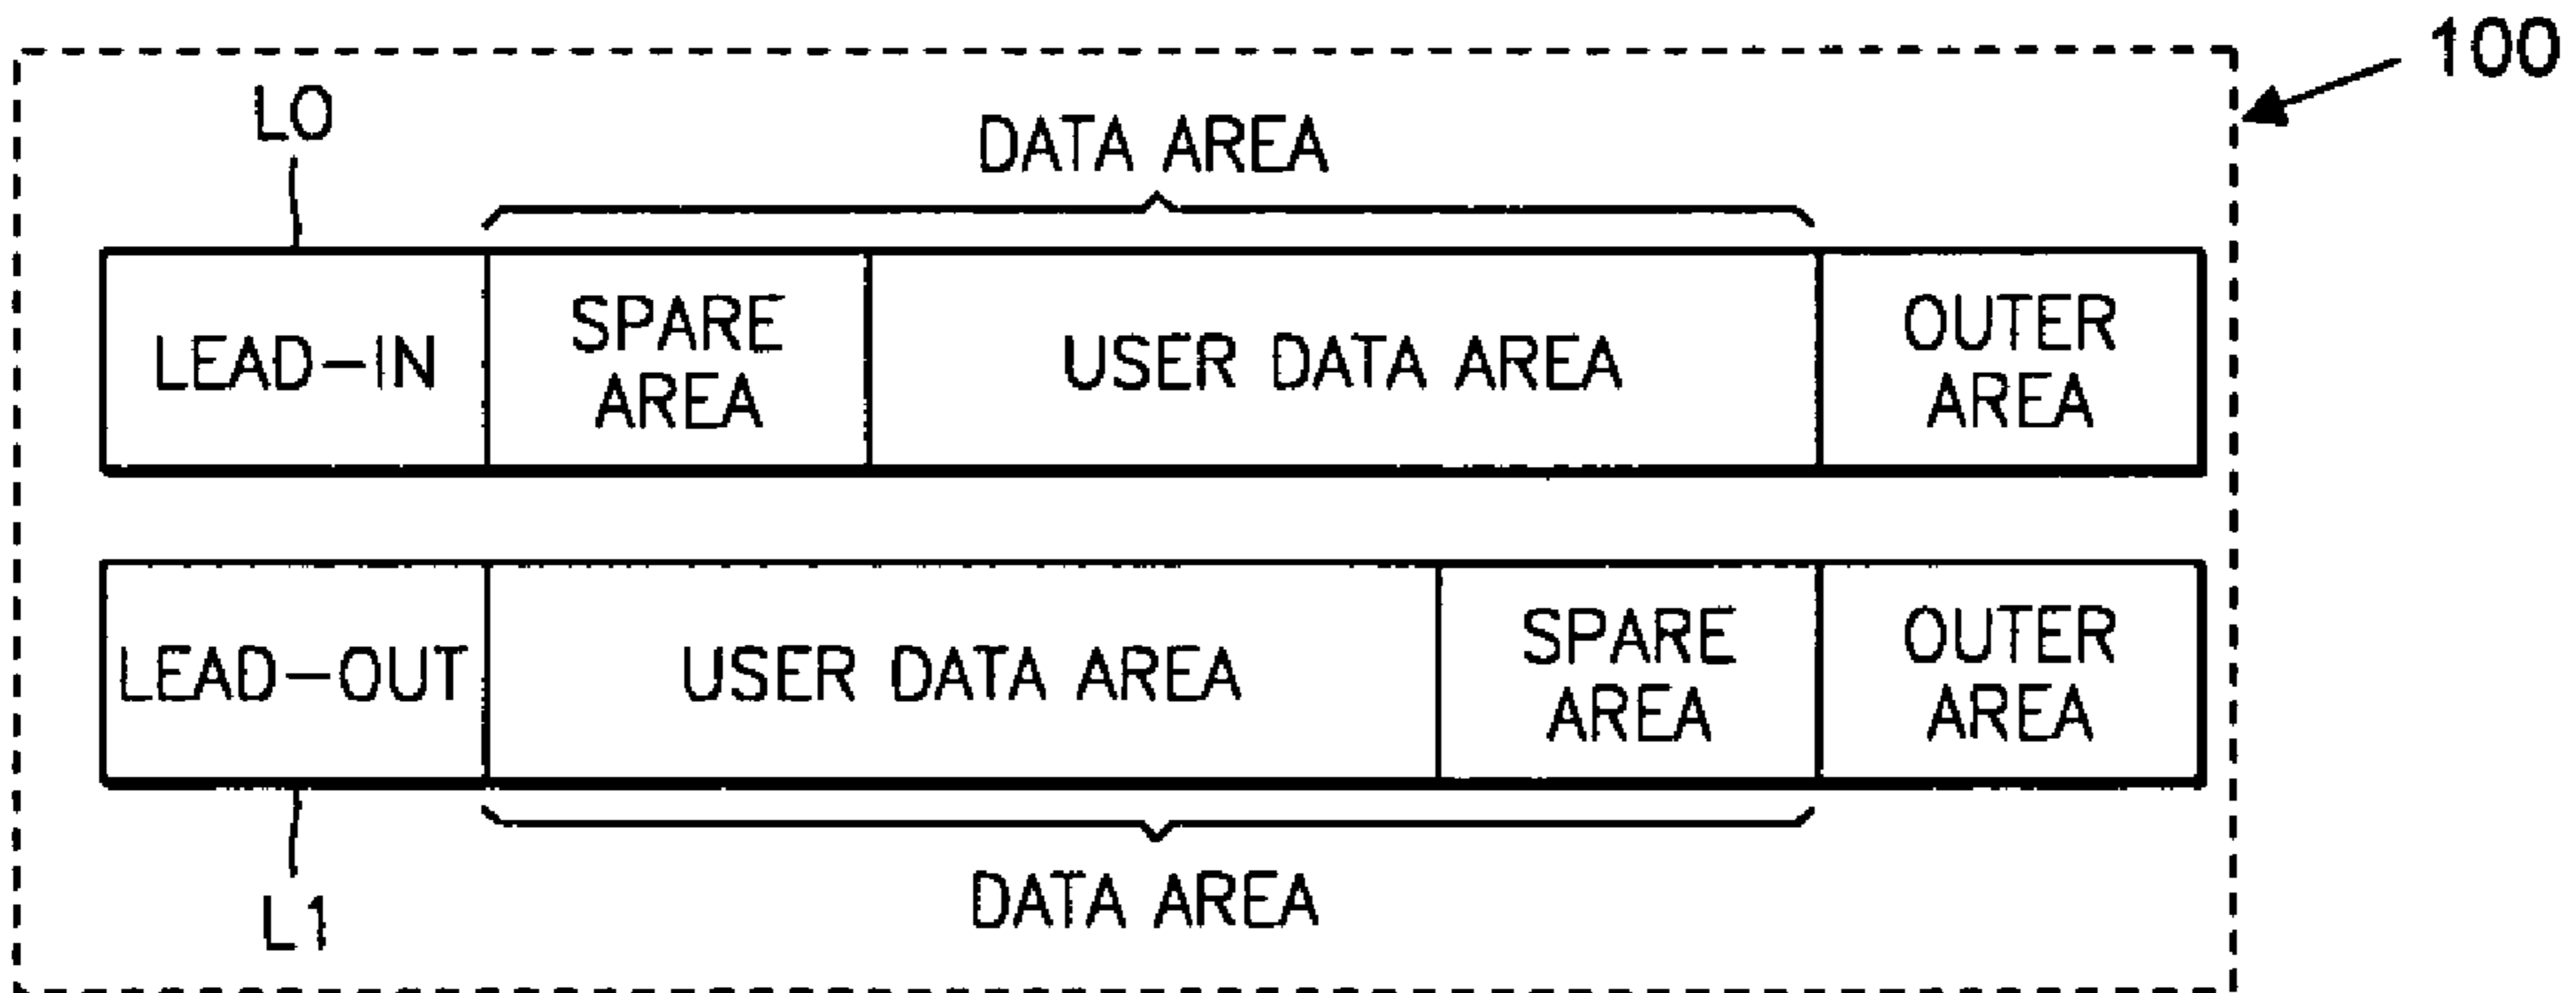 100
L0
DATA AREA
LEAD-IN
SPARE
AREA
USER DATA AREA
OUTER
AREA
LEAD-OUT
USER DATA AREA
SPARE
AREA
OUTER
AREA
DATA AREA
L1